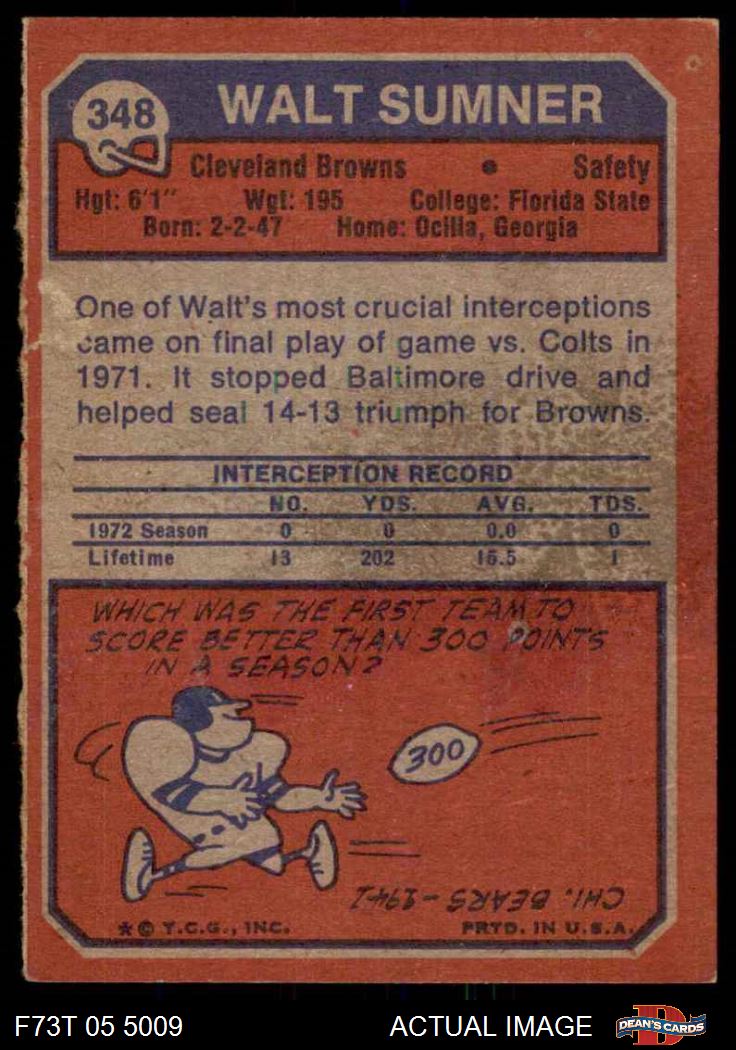 348
WALT SUMNER
Cleveland Browns • Safety
Hgt: 6'1" Wgt: 195 College: Florida State
Born: 2-2-47 Home: Ocilla, Georgia
One of Walt's most crucial interceptions
came on final play of game vs. Colts in
1971. It stopped Baltimore drive and
helped seal 14-13 triumph for Browns.
INTERCEPTION RECORD
NO. YDS. AVG. TDS.
1972 Season 0 0 0.0 0
Lifetime 13 202 15.5 1
WHICH WAS THE FIRST TEAM TO
SCORE BETTER THAN 300 POINTS
IN A SEASON?
300
CHI. BEARS - 1941
* © T.C.G., INC. PRTD. IN U.S.A.
F73T 05 5009 ACTUAL IMAGE
D
DEAN'S CARDS